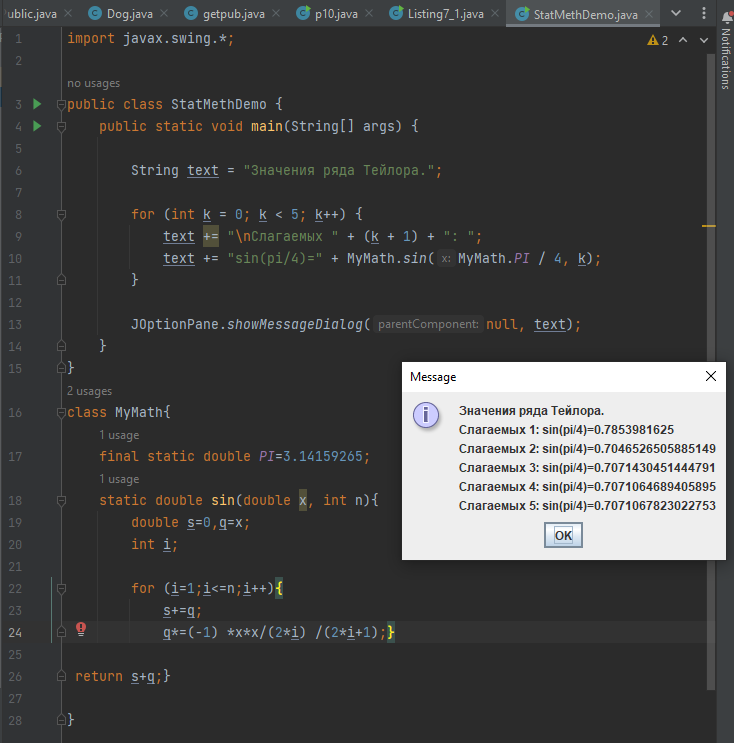 Public.java Dog.java getpub.java p10.java Listing7_1.java StatMethDemo.java
Notifications
2
1 import javax.swing.*;
2
no usages
3 public class StatMethDemo {
4 public static void main(String[] args) {
5
6 String text = "Значения ряда Тейлора.";
7
8 for (int k = 0; k < 5; k++) {
9 text += "\nСлагаемых " + (k + 1) + ": ";
10 text += "sin(pi/4)=" + MyMath.sin( x: MyMath.PI / 4, k);
11 }
12
13 JOptionPane.showMessageDialog( parentComponent: null, text);
14 }
15 }
2 usages
16 class MyMath{
1 usage
17 final static double PI=3.14159265;
1 usage
18 static double sin(double x, int n){
19 double s=0,q=x;
20 int i;
21
22 for (i=1;i<=n;i++){
23 s+=q;
24 q*=(-1) *x*x/(2*i) /(2*i+1);}
25
26 return s+q;}
27
28 }
Message
Значения ряда Тейлора.
Слагаемых 1: sin(pi/4)=0.7853981625
Слагаемых 2: sin(pi/4)=0.7046526505885149
Слагаемых 3: sin(pi/4)=0.7071430451444791
Слагаемых 4: sin(pi/4)=0.7071064689405895
Слагаемых 5: sin(pi/4)=0.7071067823022753
OK